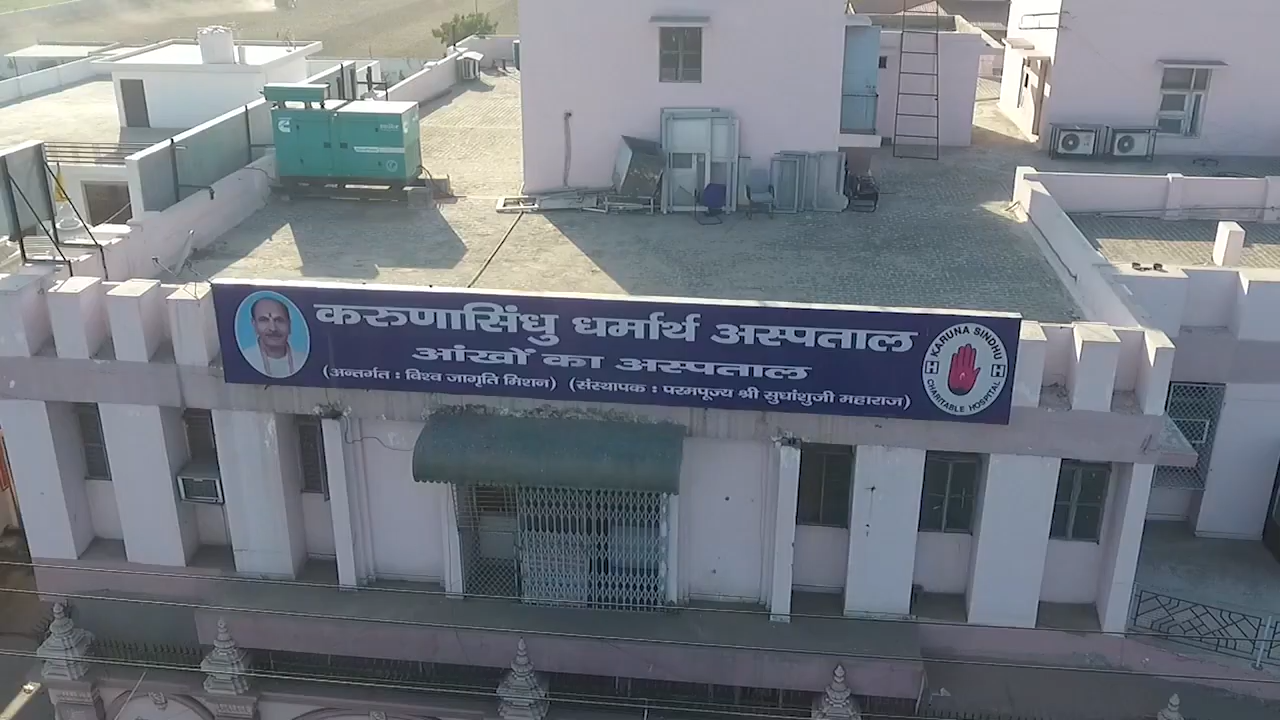 करुणासिंधु धर्मार्थ अस्पताल
आंखों का अस्पताल
(अन्तर्गत : विश्व जागृति मिशन) (संस्थापक : परमपूज्य श्री सुधांशुजी महाराज)
KARUNA SINDHU
H H
CHARITABLE HOSPITAL